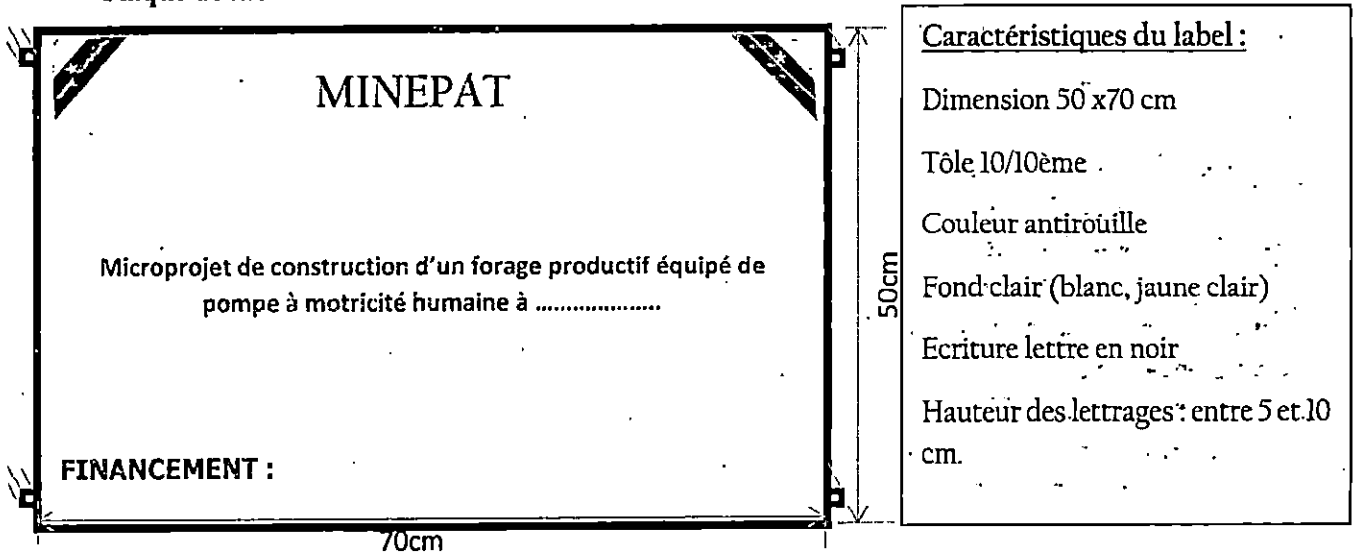 MINEPAT
Microprojet de construction d'un forage productif équipé de
pompe à motricité humaine à .....................
FINANCEMENT :
70cm
50cm
Caractéristiques du label :
Dimension 50 x70 cm
Tôle 10/10ème
Couleur antirouille
Fond clair (blanc, jaune clair)
Ecriture lettre en noir
Hauteur des lettrages : entre 5 et 10
cm.